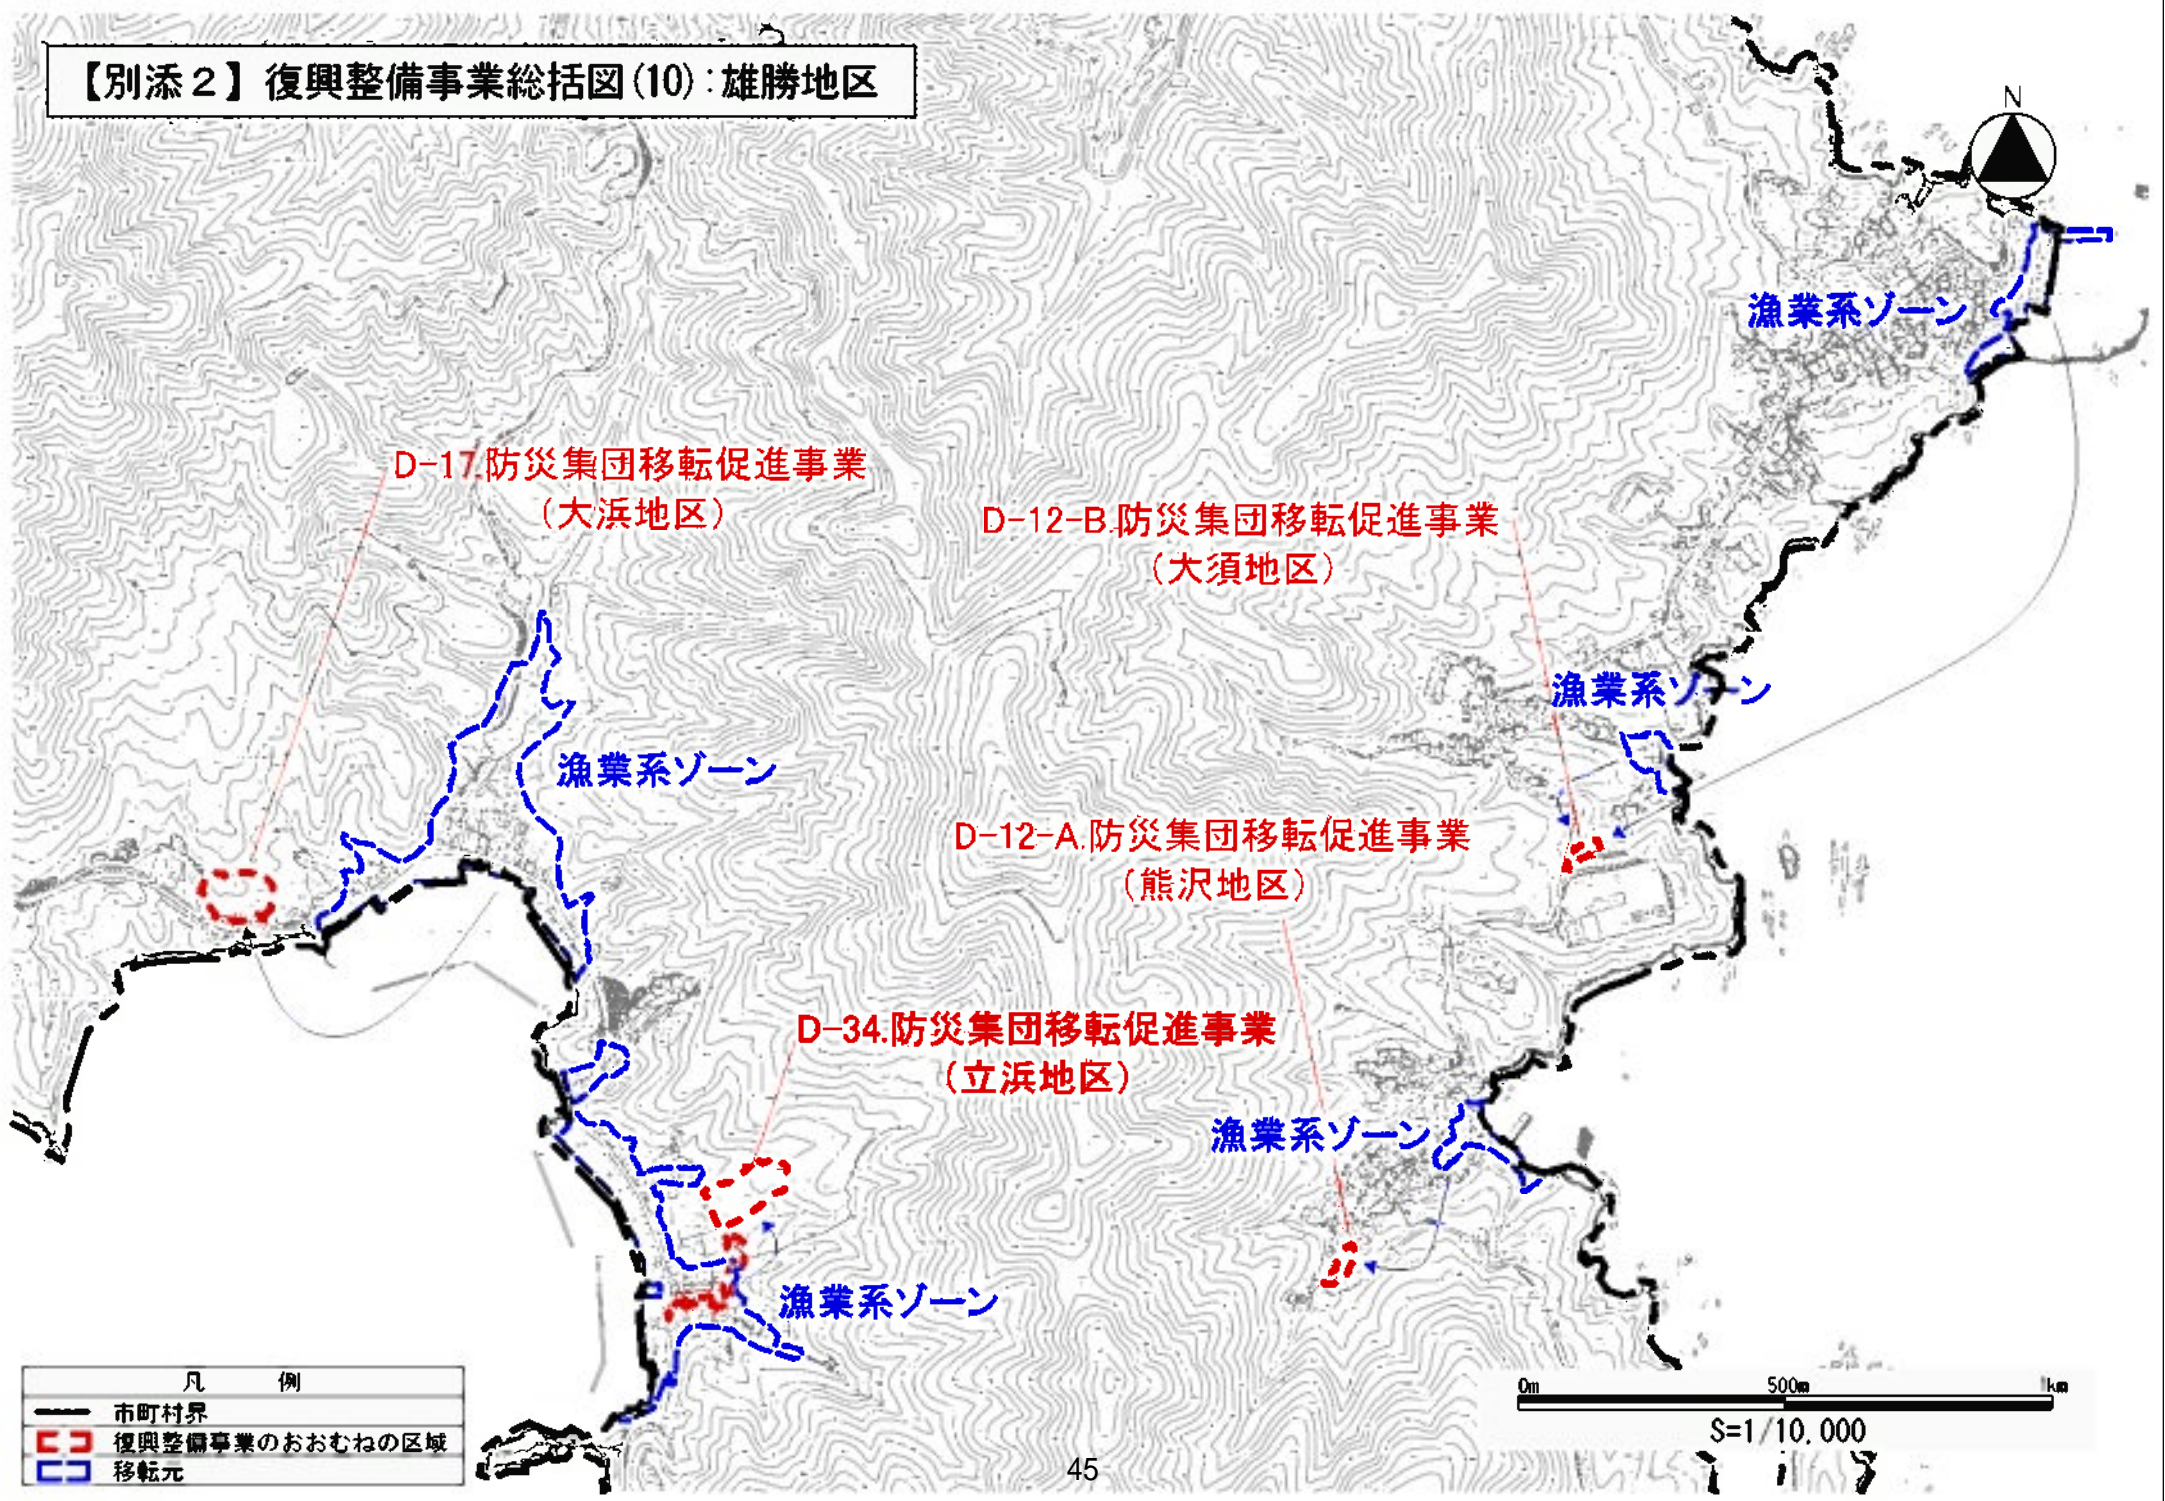 【別添２】復興整備事業総括図(10):雄勝地区
N
漁業系ゾーン
D-17.防災集団移転促進事業
(大浜地区)
D-12-B.防災集団移転促進事業
(大須地区)
漁業系ゾーン
漁業系ゾーン
D-12-A.防災集団移転促進事業
(熊沢地区)
D-34.防災集団移転促進事業
(立浜地区)
漁業系ゾーン
漁業系ゾーン
凡 例
市町村界
復興整備事業のおおむねの区域
移転元
0m 500m 1km
S=1/10,000
45